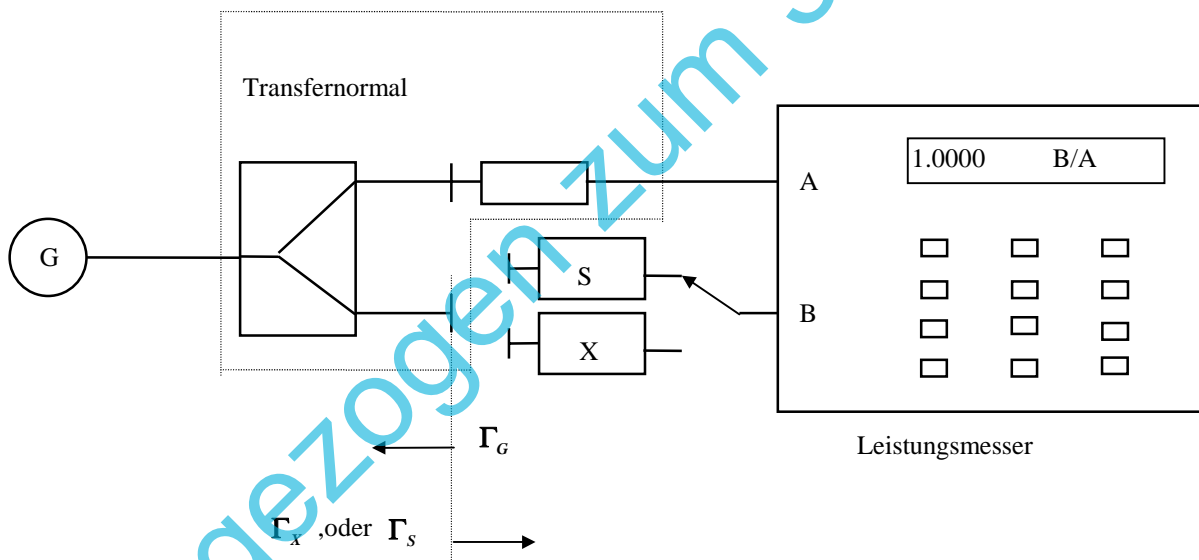 Transfernormal
1.0000 B/A
A
G
S
B
X
Γ_G
Leistungsmesser
Γ_X ,oder Γ_S
gezogen zum